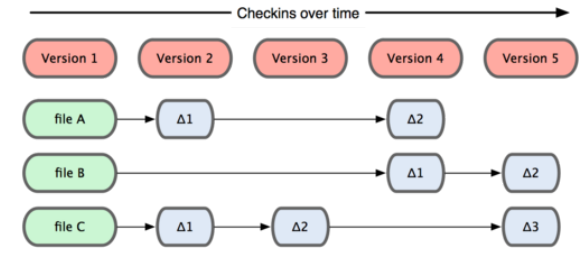 Checkins over time
Version 1 Version 2 Version 3 Version 4 Version 5
file A Δ1 Δ2
file B Δ1 Δ2
file C Δ1 Δ2 Δ3